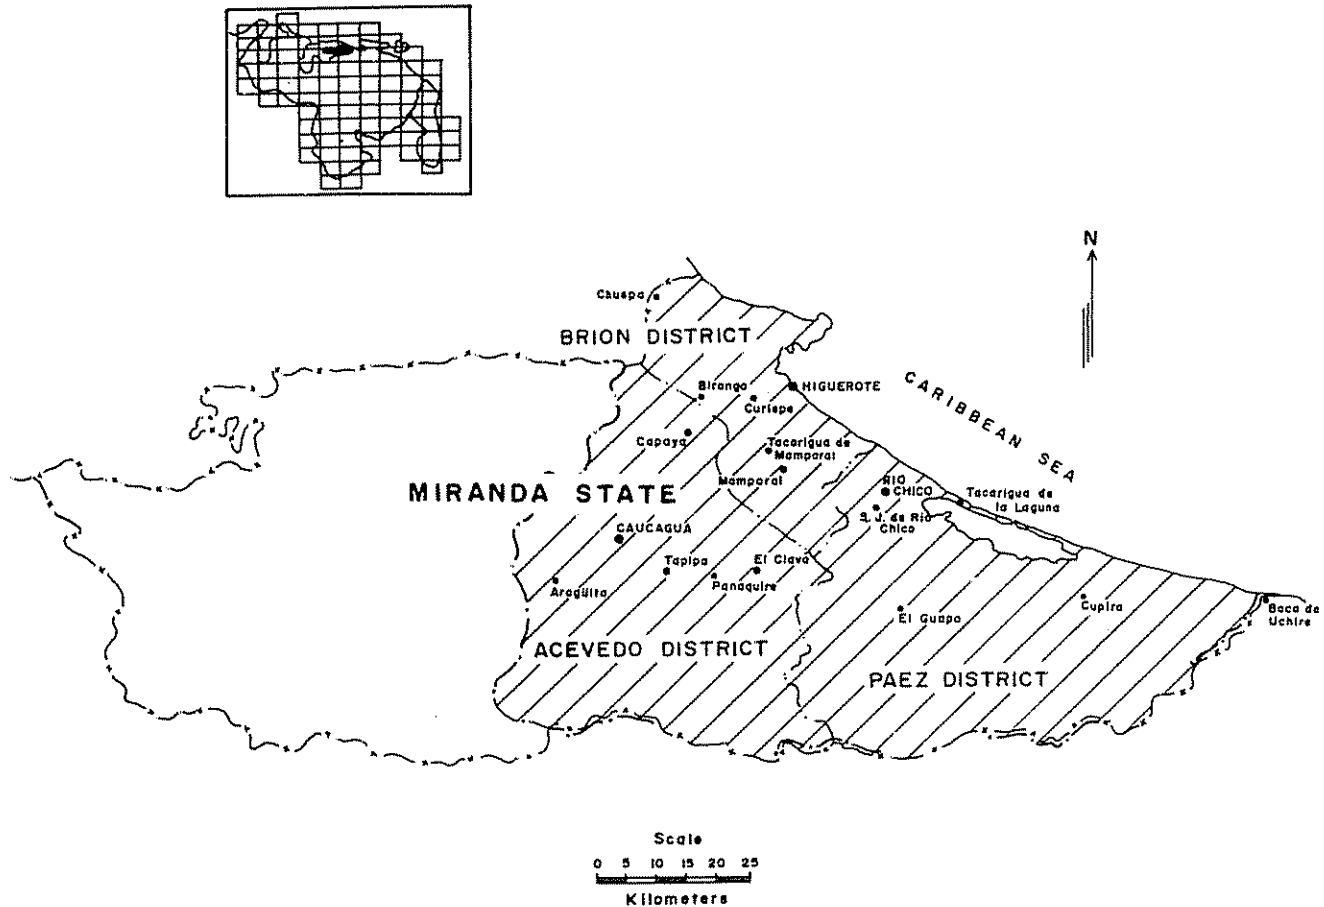 N
Chuspa
BRION DISTRICT
CARIBBEAN SEA
Birongo
HIGUEROTE
Curiepe
Capaya
Tacarigua de
Mamporal
Mamporal
MIRANDA STATE
RIO
CHICO
Tacarigua de
la Laguna
S. J. de Río
Chico
CAUCAGUA
Tapipa
El Clavo
Panaquire
Aragüita
El Guapo
Cupira
Boca de
Uchire
ACEVEDO DISTRICT
PAEZ DISTRICT
Scale
0 5 10 15 20 25
Kilometers